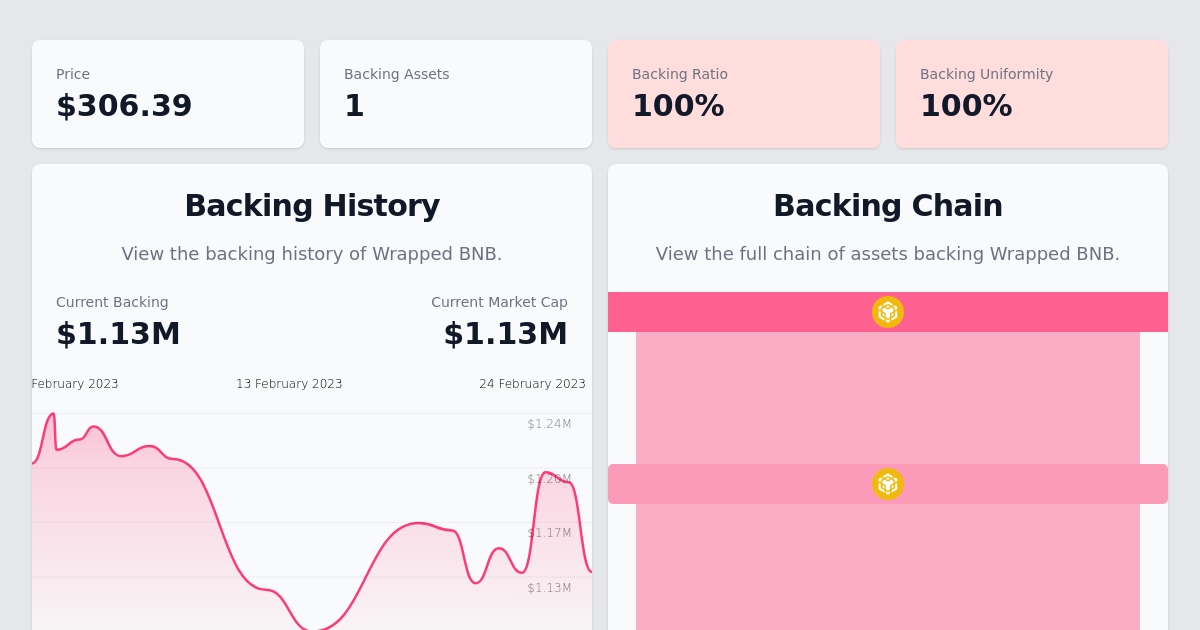 Price
$306.39
Backing Assets
1
Backing Ratio
100%
Backing Uniformity
100%
Backing History
View the backing history of Wrapped BNB.
Current Backing
$1.13M
Current Market Cap
$1.13M
February 2023
13 February 2023
24 February 2023
$1.24M
$1.20M
$1.17M
$1.13M
Backing Chain
View the full chain of assets backing Wrapped BNB.